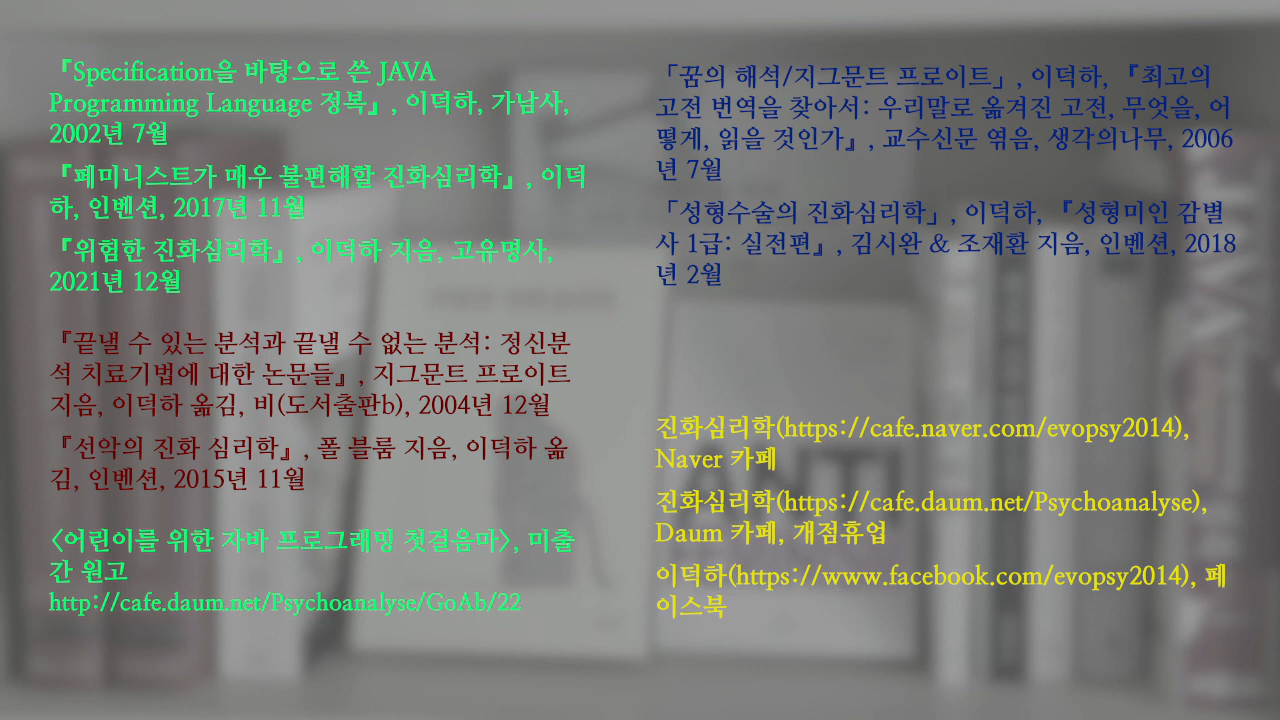 『Specification을 바탕으로 쓴 JAVA
Programming Language 정복』, 이덕하, 가남사,
2002년 7월
『페미니스트가 매우 불편해할 진화심리학』, 이덕
하, 인벤션, 2017년 11월
『위험한 진화심리학』, 이덕하 지음, 고유명사,
2021년 12월
『끝낼 수 있는 분석과 끝낼 수 없는 분석: 정신분
석 치료기법에 대한 논문들』, 지그문트 프로이트
지음, 이덕하 옮김, 비(도서출판b), 2004년 12월
『선악의 진화 심리학』, 폴 블룸 지음, 이덕하 옮
김, 인벤션, 2015년 11월
<어린이를 위한 자바 프로그래밍 첫걸음마>, 미출
간 원고
http://cafe.daum.net/Psychoanalyse/GoAb/22
「꿈의 해석/지그문트 프로이트」, 이덕하, 『최고의
고전 번역을 찾아서: 우리말로 옮겨진 고전, 무엇을, 어
떻게, 읽을 것인가』, 교수신문 엮음, 생각의나무, 2006
년 7월
「성형수술의 진화심리학」, 이덕하, 『성형미인 감별
사 1급: 실전편』, 김시완 & 조재환 지음, 인벤션, 2018
년 2월
진화심리학(https://cafe.naver.com/evopsy2014),
Naver 카페
진화심리학(https://cafe.daum.net/Psychoanalyse),
Daum 카페, 개점휴업
이덕하(https://www.facebook.com/evopsy2014), 페
이스북